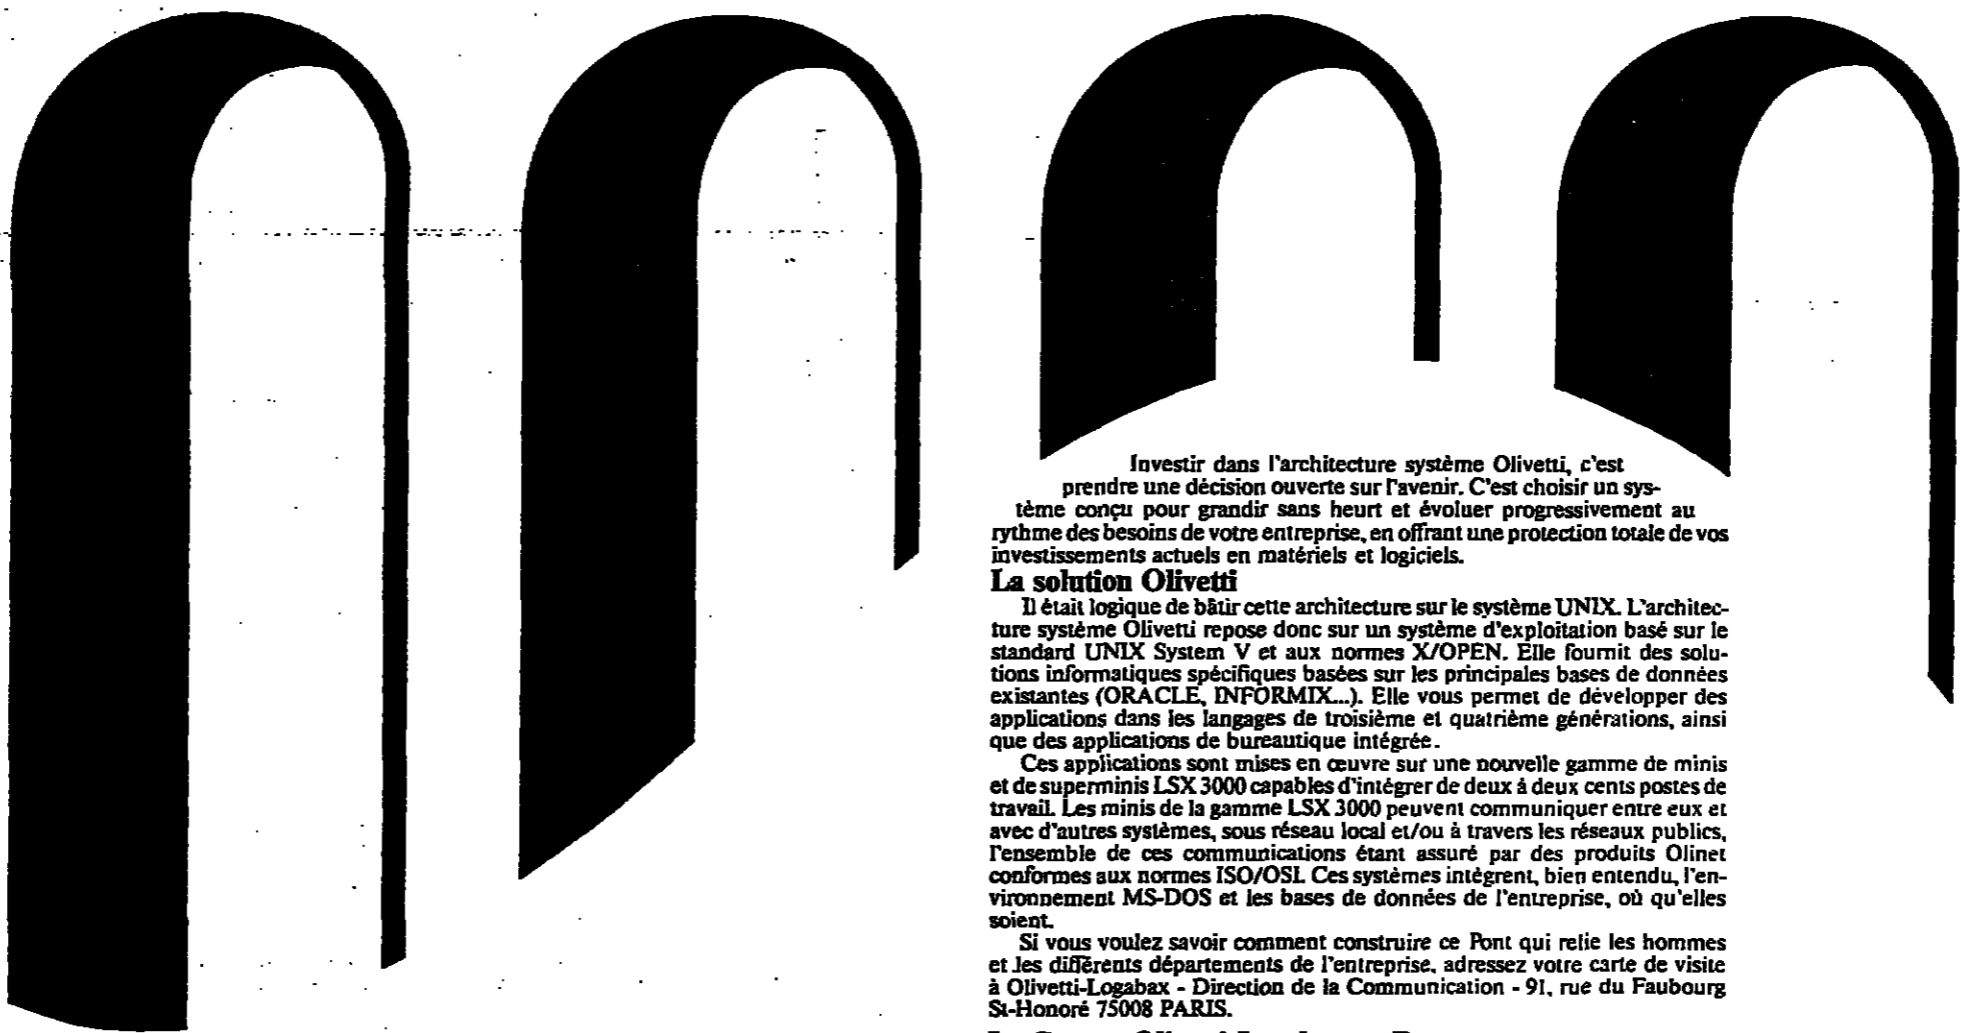 Investir dans l'architecture système Olivetti, c'est
prendre une décision ouverte sur l'avenir. C'est choisir un sys-
tème conçu pour grandir sans heurt et évoluer progressivement au
rythme des besoins de votre entreprise, en offrant une protection totale de vos
investissements actuels en matériels et logiciels.
La solution Olivetti
Il était logique de bâtir cette architecture sur le système UNIX. L'architec-
ture système Olivetti repose donc sur un système d'exploitation basé sur le
standard UNIX System V et aux normes X/OPEN. Elle fournit des solu-
tions informatiques spécifiques basées sur les principales bases de données
existantes (ORACLE, INFORMIX...). Elle vous permet de développer des
applications dans les langages de troisième et quatrième générations, ainsi
que des applications de bureautique intégrée.
Ces applications sont mises en œuvre sur une nouvelle gamme de minis
et de superminis LSX 3000 capables d'intégrer de deux à deux cents postes de
travail. Les minis de la gamme LSX 3000 peuvent communiquer entre eux et
avec d'autres systèmes, sous réseau local et/ou à travers les réseaux publics,
l'ensemble de ces communications étant assuré par des produits Olinet
conformes aux normes ISO/OSI. Ces systèmes intègrent, bien entendu, l'en-
vironnement MS-DOS et les bases de données de l'entreprise, où qu'elles
soient.
Si vous voulez savoir comment construire ce Pont qui relie les hommes
et les différents départements de l'entreprise, adressez votre carte de visite
à Olivetti-Logabax - Direction de la Communication - 91, rue du Faubourg
St-Honoré 75008 PARIS.